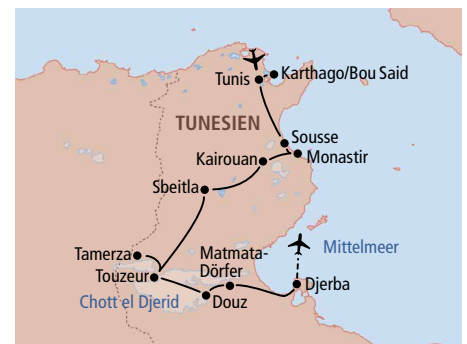 Tunis
Karthago/Bou Said
TUNESIEN
Sousse
Kairouan
Monastir
Sbeitla
Tamerza
Matmata-
Dörfer
Mittelmeer
Touzeur
Djerba
Chott el Djerid
Douz